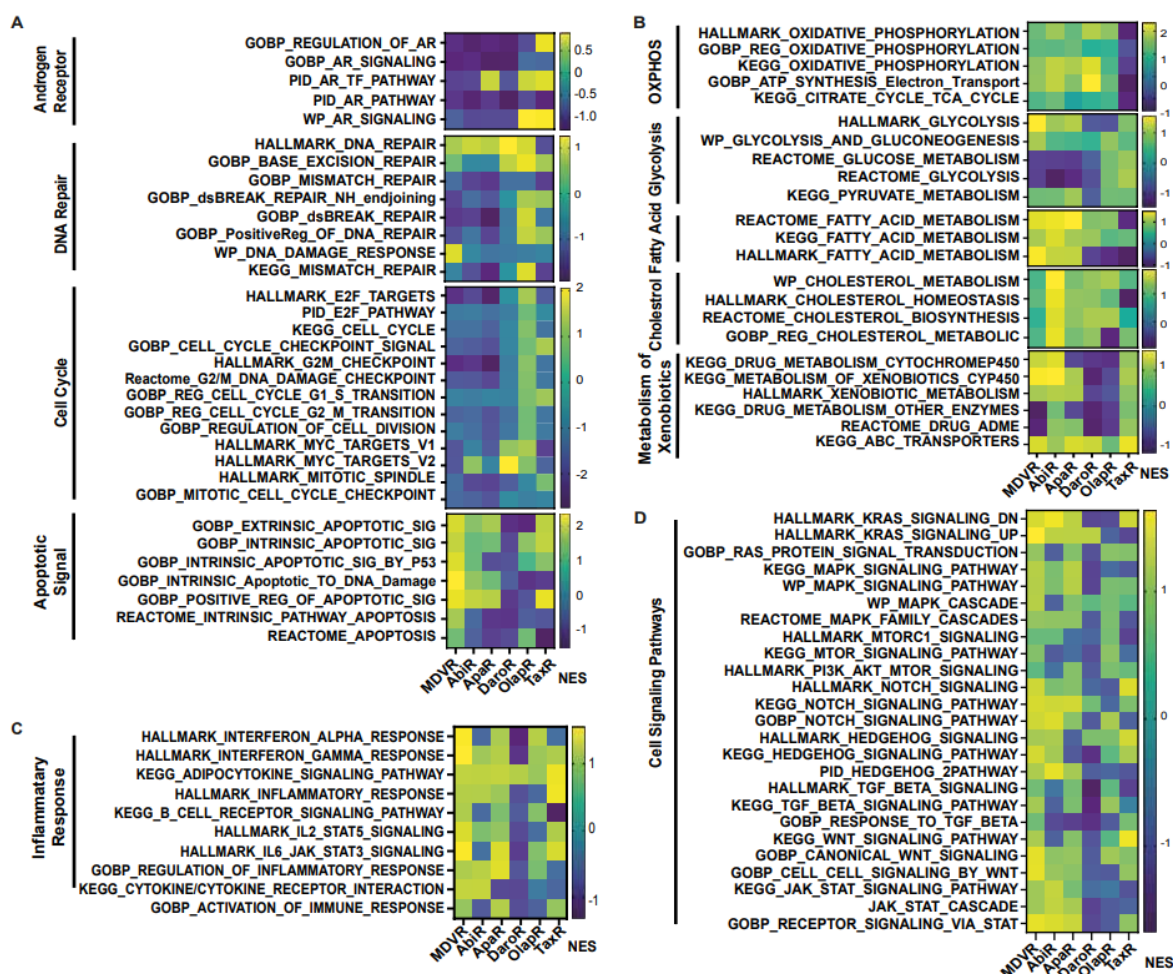 A
Androgen
Receptor
GOBP_REGULATION_OF_AR
GOBP_AR_SIGNALING
PID_AR_TF_PATHWAY
PID_AR_PATHWAY
WP_AR_SIGNALING
0.5
0.0
-0.5
-1.0
DNA Repair
HALLMARK_DNA_REPAIR
GOBP_BASE_EXCISION_REPAIR
GOBP_MISMATCH_REPAIR
GOBP_dsBREAK_REPAIR_NH_endjoining
GOBP_dsBREAK_REPAIR
GOBP_PositiveReg_OF_DNA_REPAIR
WP_DNA_DAMAGE_RESPONSE
KEGG_MISMATCH_REPAIR
1
0
-1
Cell Cycle
HALLMARK_E2F_TARGETS
PID_E2F_PATHWAY
KEGG_CELL_CYCLE
GOBP_CELL_CYCLE_CHECKPOINT_SIGNAL
HALLMARK_G2M_CHECKPOINT
Reactome_G2/M_DNA_DAMAGE_CHECKPOINT
GOBP_REG_CELL_CYCLE_G1_S_TRANSITION
GOBP_REG_CELL_CYCLE_G2_M_TRANSITION
GOBP_REGULATION_OF_CELL_DIVISION
HALLMARK_MYC_TARGETS_V1
HALLMARK_MYC_TARGETS_V2
HALLMARK_MITOTIC_SPINDLE
GOBP_MITOTIC_CELL_CYCLE_CHECKPOINT
2
1
0
-1
-2
Apoptotic
Signal
GOBP_EXTRINSIC_APOPTOTIC_SIG
GOBP_INTRINSIC_APOPTOTIC_SIG
GOBP_INTRINSIC_APOPTOTIC_SIG_BY_P53
GOBP_INTRINSIC_Apoptotic_TO_DNA_Damage
GOBP_POSITIVE_REG_OF_APOPTOTIC_SIG
REACTOME_INTRINSIC_PATHWAY_APOPTOSIS
REACTOME_APOPTOSIS
2
1
0
-1
MDVR
AbiR
ApaR
DaroR
OlapR
TaxR
NES
B
OXPHOS
HALLMARK_OXIDATIVE_PHOSPHORYLATION
GOBP_REG_OXIDATIVE_PHOSPHORYLATION
KEGG_OXIDATIVE_PHOSPHORYLATION
GOBP_ATP_SYNTHESIS_Electron_Transport
KEGG_CITRATE_CYCLE_TCA_CYCLE
2
1
0
-1
Glycolysis
HALLMARK_GLYCOLYSIS
WP_GLYCOLYSIS_AND_GLUCONEOGENESIS
REACTOME_GLUCOSE_METABOLISM
REACTOME_GLYCOLYSIS
KEGG_PYRUVATE_METABOLISM
1
0
-1
Fatty Acid
REACTOME_FATTY_ACID_METABOLISM
KEGG_FATTY_ACID_METABOLISM
HALLMARK_FATTY_ACID_METABOLISM
1
0
-1
Cholestrol
WP_CHOLESTEROL_METABOLISM
HALLMARK_CHOLESTEROL_HOMEOSTASIS
REACTOME_CHOLESTEROL_BIOSYNTHESIS
GOBP_REG_CHOLESTEROL_METABOLIC
1
0
Metabolism of
Xenobiotics
KEGG_DRUG_METABOLISM_CYTOCHROMEP450
KEGG_METABOLISM_OF_XENOBIOTICS_CYP450
HALLMARK_XENOBIOTIC_METABOLISM
KEGG_DRUG_METABOLISM_OTHER_ENZYMES
REACTOME_DRUG_ADME
KEGG_ABC_TRANSPORTERS
1
0
-1
MDVR
AbiR
ApaR
DaroR
OlapR
TaxR
NES
C
Inflammatory
Response
HALLMARK_INTERFERON_ALPHA_RESPONSE
HALLMARK_INTERFERON_GAMMA_RESPONSE
KEGG_ADIPOCYTOKINE_SIGNALING_PATHWAY
HALLMARK_INFLAMMATORY_RESPONSE
KEGG_B_CELL_RECEPTOR_SIGNALING_PATHWAY
HALLMARK_IL2_STAT5_SIGNALING
HALLMARK_IL6_JAK_STAT3_SIGNALING
GOBP_REGULATION_OF_INFLAMMATORY_RESPONSE
KEGG_CYTOKINE/CYTOKINE_RECEPTOR_INTERACTION
GOBP_ACTIVATION_OF_IMMUNE_RESPONSE
1
0
-1
MDVR
AbiR
ApaR
DaroR
OlapR
TaxR
NES
D
Cell Signaling Pathways
HALLMARK_KRAS_SIGNALING_DN
HALLMARK_KRAS_SIGNALING_UP
GOBP_RAS_PROTEIN_SIGNAL_TRANSDUCTION
KEGG_MAPK_SIGNALING_PATHWAY
WP_MAPK_SIGNALING_PATHWAY
WP_MAPK_CASCADE
REACTOME_MAPK_FAMILY_CASCADES
HALLMARK_MTORC1_SIGNALING
KEGG_MTOR_SIGNALING_PATHWAY
HALLMARK_PI3K_AKT_MTOR_SIGNALING
HALLMARK_NOTCH_SIGNALING
KEGG_NOTCH_SIGNALING_PATHWAY
GOBP_NOTCH_SIGNALING_PATHWAY
HALLMARK_HEDGEHOG_SIGNALING
KEGG_HEDGEHOG_SIGNALING_PATHWAY
PID_HEDGEHOG_2PATHWAY
HALLMARK_TGF_BETA_SIGNALING
KEGG_TGF_BETA_SIGNALING_PATHWAY
GOBP_RESPONSE_TO_TGF_BETA
KEGG_WNT_SIGNALING_PATHWAY
GOBP_CANONICAL_WNT_SIGNALING
GOBP_CELL_CELL_SIGNALING_BY_WNT
KEGG_JAK_STAT_SIGNALING_PATHWAY
JAK_STAT_CASCADE
GOBP_RECEPTOR_SIGNALING_VIA_STAT
1
0
-1
MDVR
AbiR
ApaR
DaroR
OlapR
TaxR
NES